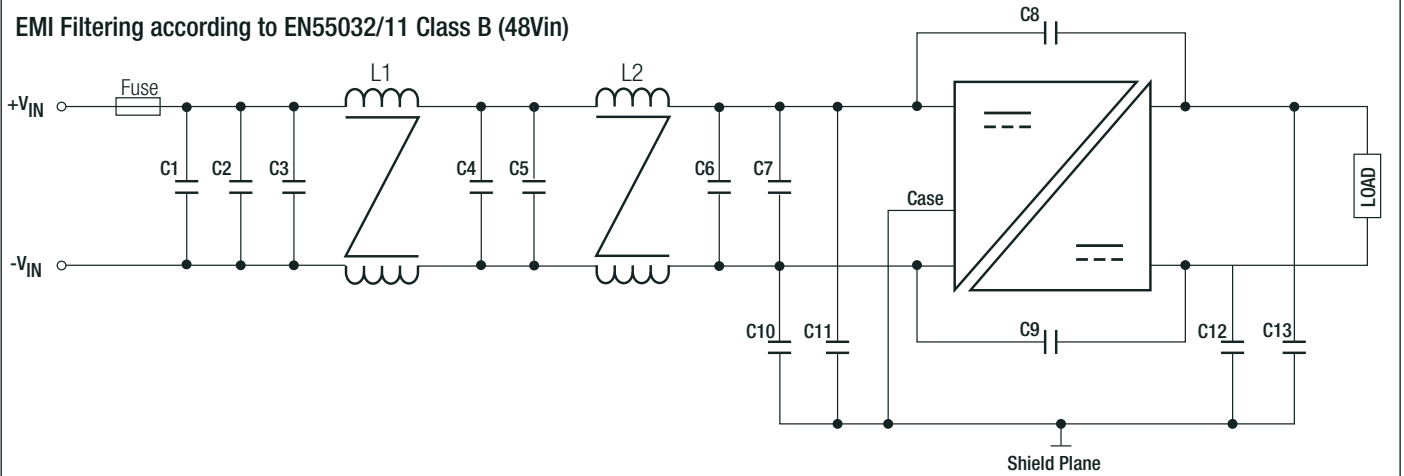 EMI Filtering according to EN55032/11 Class B (48Vin)
C8
L1
L2
Fuse
+VIN
C1
C2
C3
C4
C5
C6
C7
Case
LOAD
-VIN
C10
C11
C9
C12
C13
Shield Plane